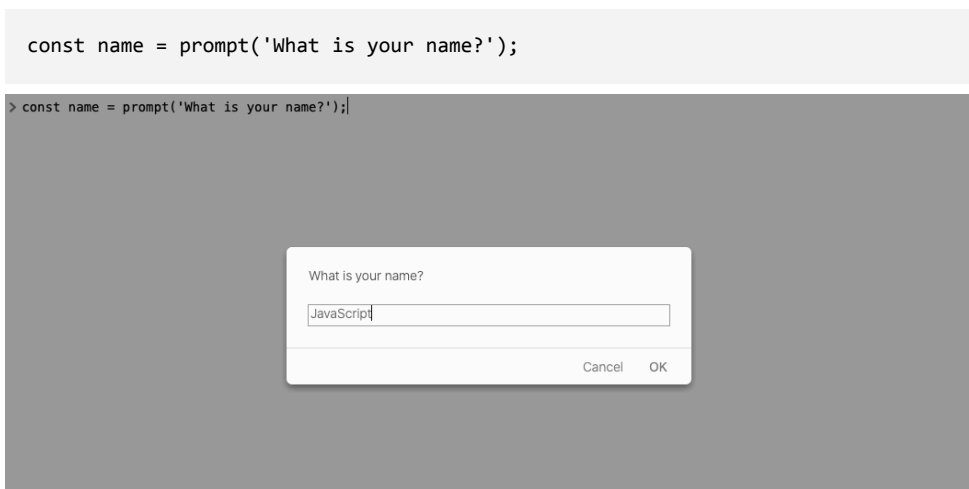 const name = prompt('What is your name?');
> const name = prompt('What is your name?');
What is your name?
JavaScript
Cancel OK